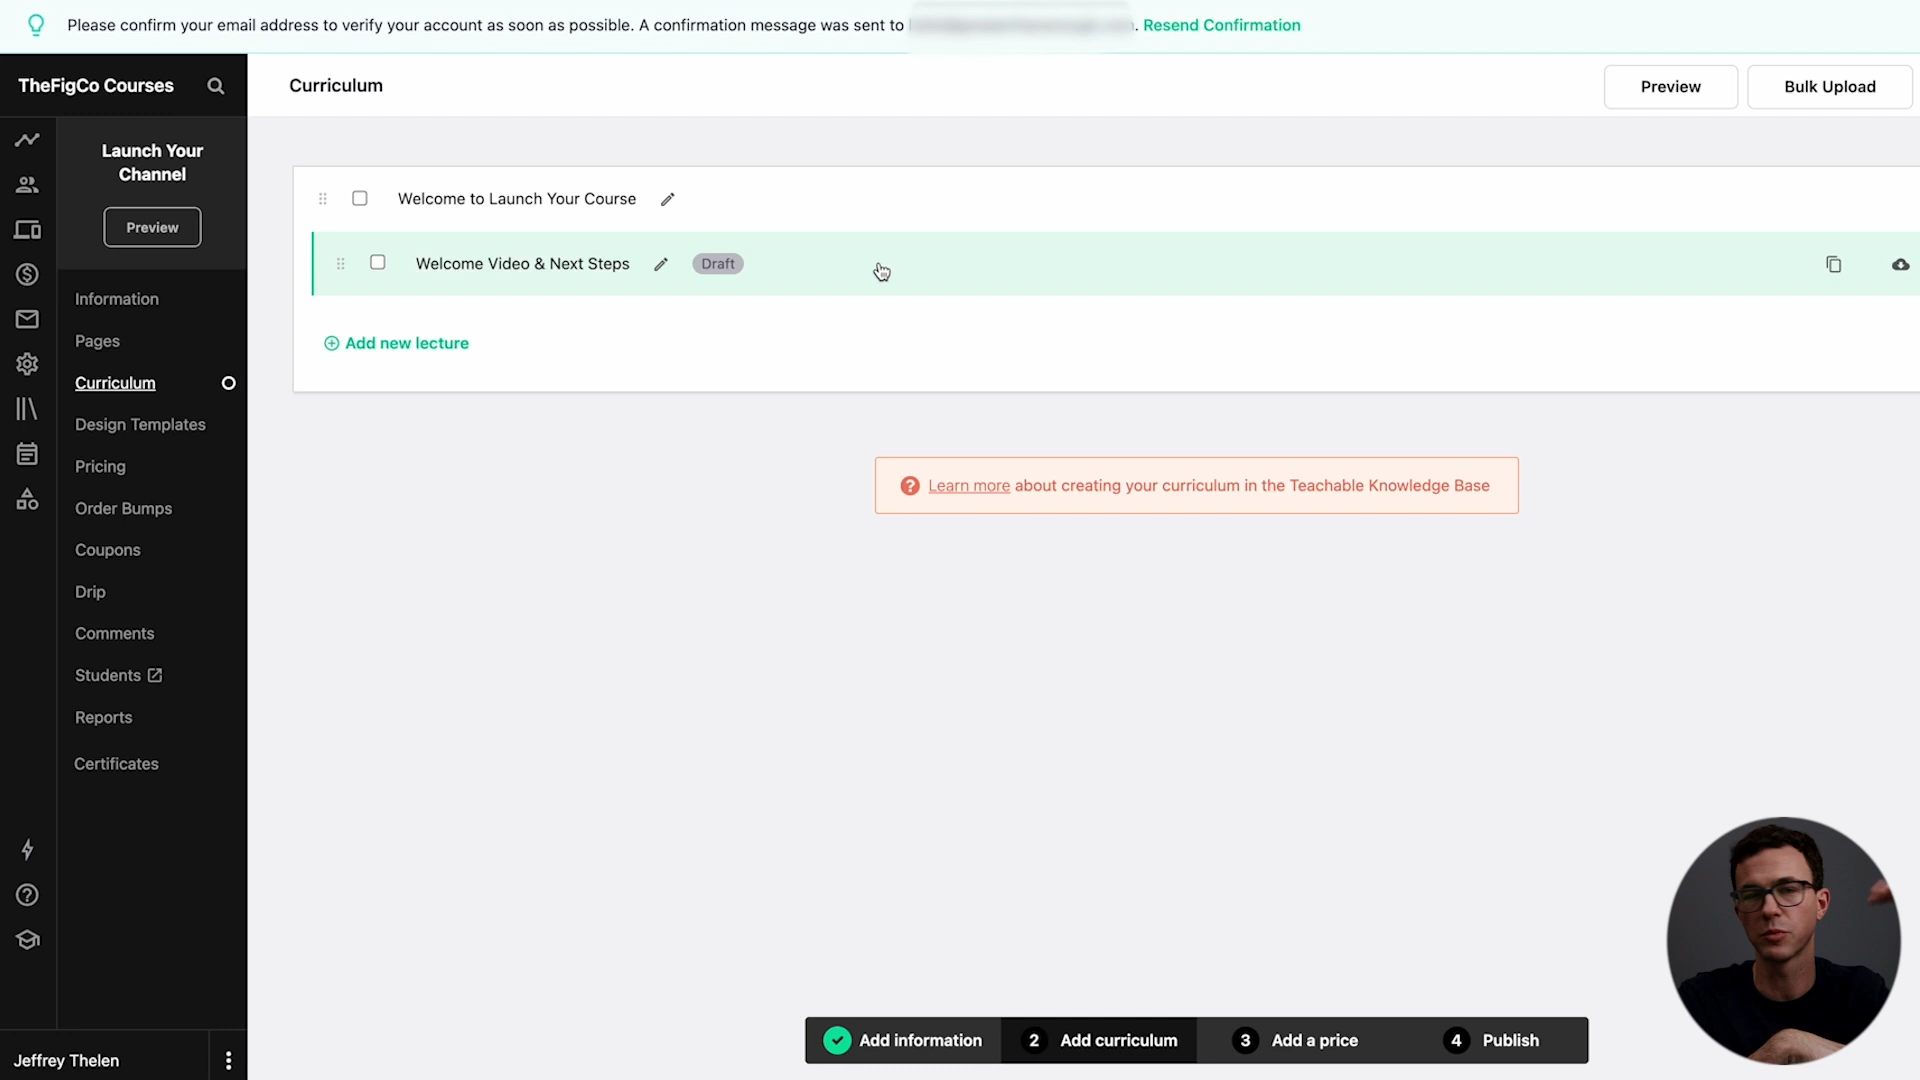 Please confirm your email address to verify your account as soon as possible. A confirmation message was sent to . Resend Confirmation
TheFigCo Courses
Curriculum
Preview
Bulk Upload
Launch Your
Channel
Preview
Information
Pages
Curriculum
Design Templates
Pricing
Order Bumps
Coupons
Drip
Comments
Students
Reports
Certificates
Jeffrey Thelen
Welcome to Launch Your Course
Welcome Video & Next Steps
Draft
Add new lecture
Learn more about creating your curriculum in the Teachable Knowledge Base
Add information
2 Add curriculum
3 Add a price
4 Publish